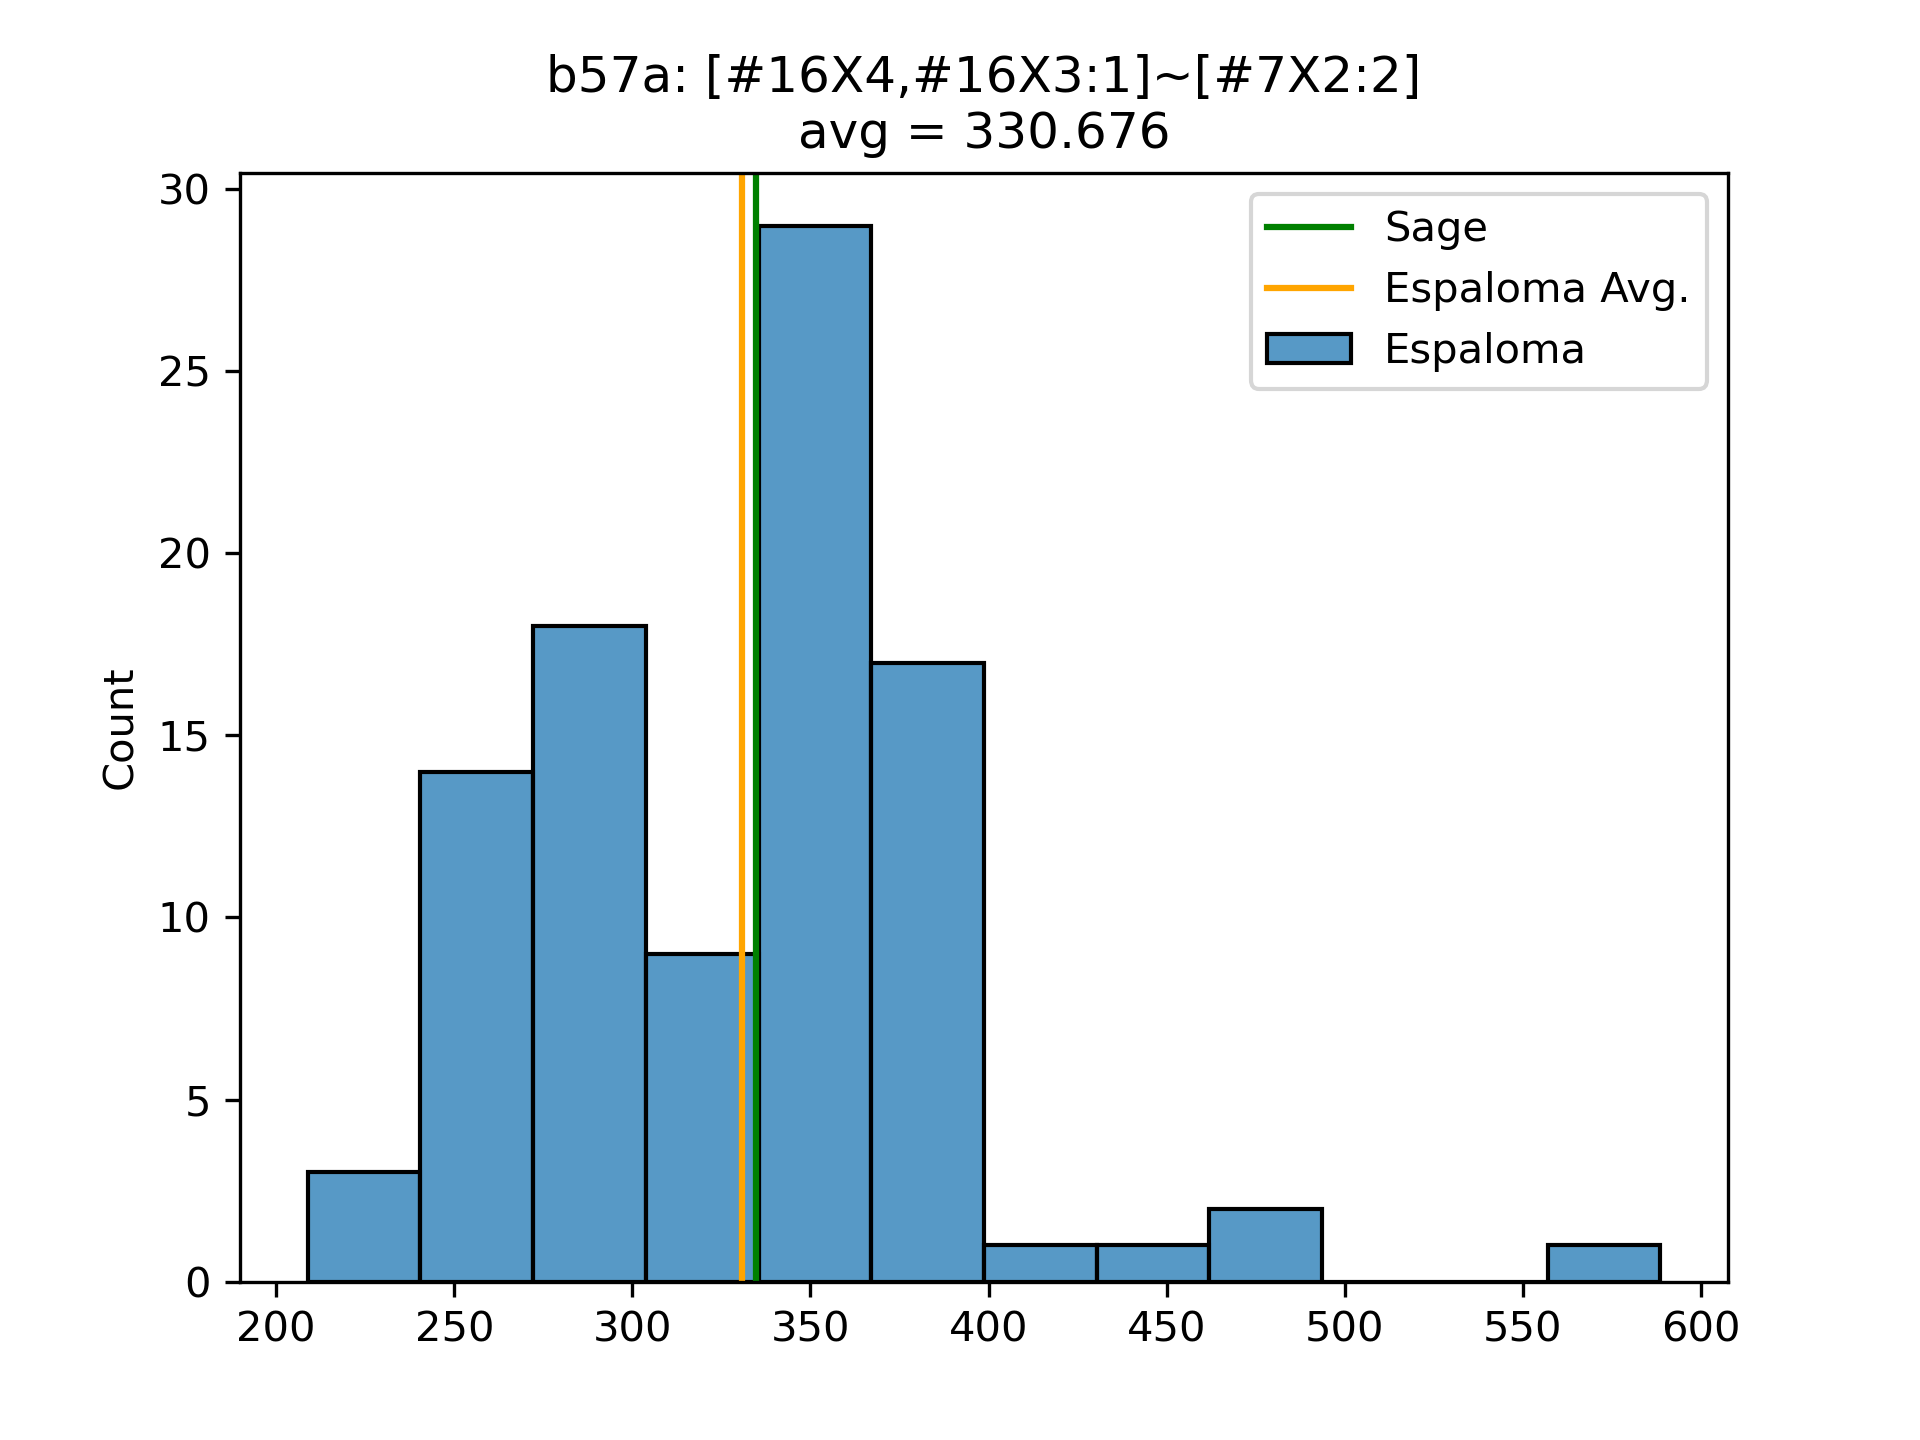 b57a: [#16X4,#16X3:1]~[#7X2:2]
avg = 330.676
Sage
Espaloma Avg.
Espaloma
Count
30
25
20
15
10
5
0
200 250 300 350 400 450 500 550 600